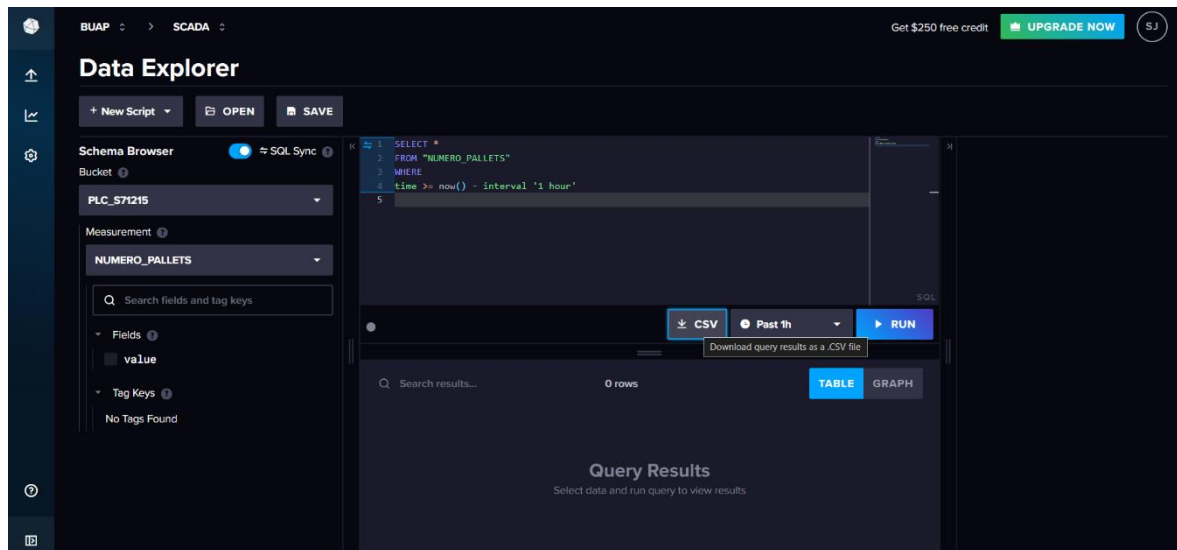 BUAP > SCADA
Get $250 free credit
UPGRADE NOW
SJ
Data Explorer
+ New Script
OPEN
SAVE
Schema Browser
SQL Sync
Bucket
PLC_S71215
Measurement
NUMERO_PALLETS
Search fields and tag keys
Fields
value
Tag Keys
No Tags Found
1 SELECT *
2 FROM "NUMERO_PALLETS"
3 WHERE
4 time >= now() - interval '1 hour'
5
SQL
CSV
Past 1h
RUN
Download query results as a .CSV file
Search results...
0 rows
TABLE
GRAPH
Query Results
Select data and run query to view results